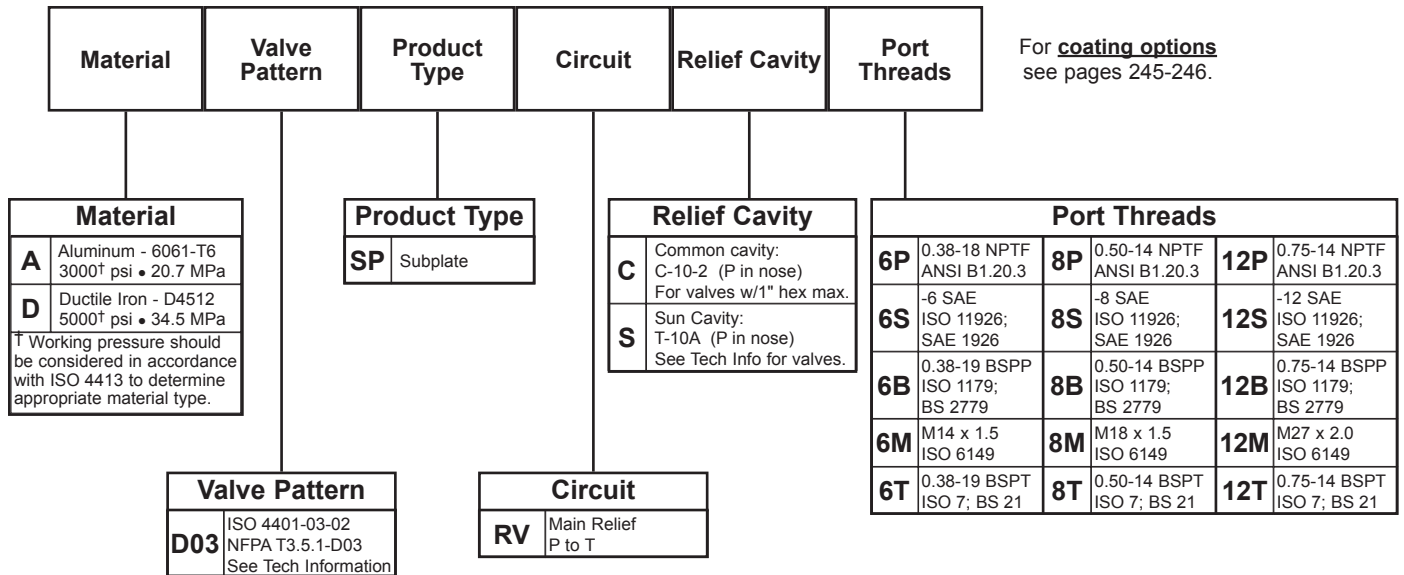 Material
Valve
Pattern
Product
Type
Circuit
Relief Cavity
Port
Threads
For coating options
see pages 245-246.
Material
A
Aluminum - 6061-T6
3000† psi • 20.7 MPa
D
Ductile Iron - D4512
5000† psi • 34.5 MPa
† Working pressure should
be considered in accordance
with ISO 4413 to determine
appropriate material type.
Product Type
SP
Subplate
Relief Cavity
C
Common cavity:
C-10-2 (P in nose)
For valves w/1" hex max.
S
Sun Cavity:
T-10A (P in nose)
See Tech Info for valves.
Port Threads
6P
0.38-18 NPTF
ANSI B1.20.3
8P
0.50-14 NPTF
ANSI B1.20.3
12P
0.75-14 NPTF
ANSI B1.20.3
6S
-6 SAE
ISO 11926;
SAE 1926
8S
-8 SAE
ISO 11926;
SAE 1926
12S
-12 SAE
ISO 11926;
SAE 1926
6B
0.38-19 BSPP
ISO 1179;
BS 2779
8B
0.50-14 BSPP
ISO 1179;
BS 2779
12B
0.75-14 BSPP
ISO 1179;
BS 2779
6M
M14 x 1.5
ISO 6149
8M
M18 x 1.5
ISO 6149
12M
M27 x 2.0
ISO 6149
6T
0.38-19 BSPT
ISO 7; BS 21
8T
0.50-14 BSPT
ISO 7; BS 21
12T
0.75-14 BSPT
ISO 7; BS 21
Valve Pattern
D03
ISO 4401-03-02
NFPA T3.5.1-D03
See Tech Information
Circuit
RV
Main Relief
P to T